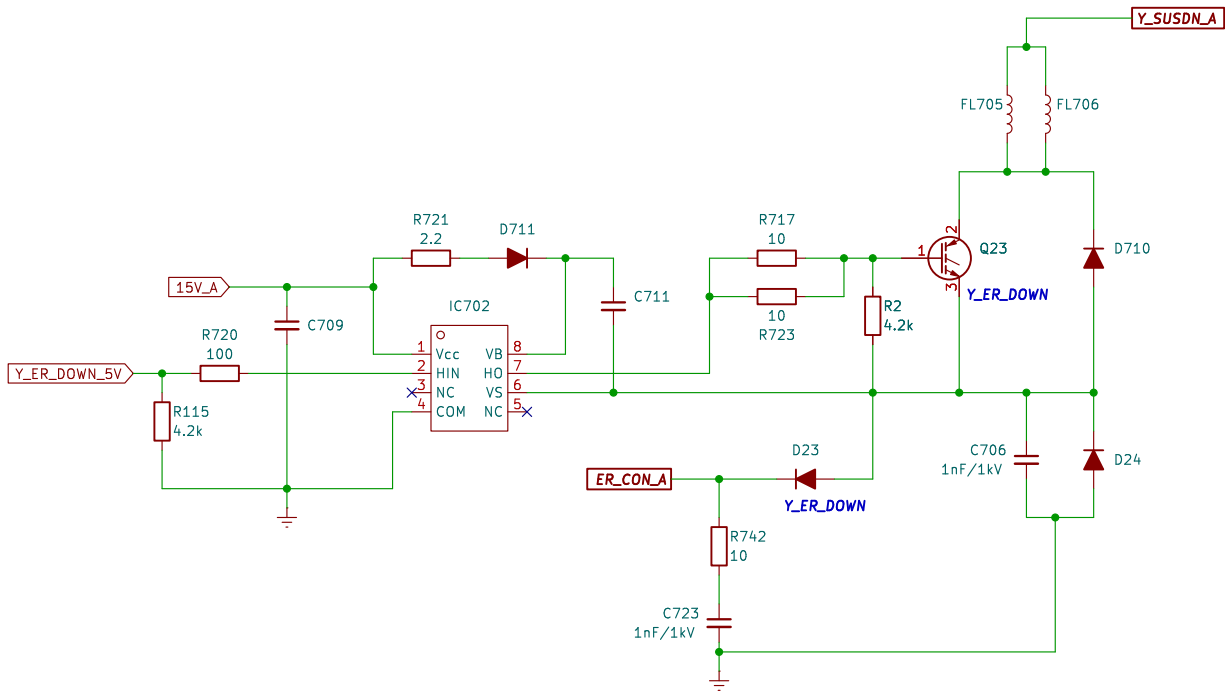 Y_SUSDN_A
FL705
FL706
R721
2.2
D711
R717
10
1
2
3
Q23
D710
15V_A
C711
10
R723
Y_ER_DOWN
R2
4.2k
IC702
C709
R720
100
1
Vcc
VB
8
Y_ER_DOWN_5V
2
HIN
HO
7
3
NC
VS
6
4
COM
NC
5
R115
4.2k
D23
C706
1nF/1kV
D24
ER_CON_A
Y_ER_DOWN
R742
10
C723
1nF/1kV